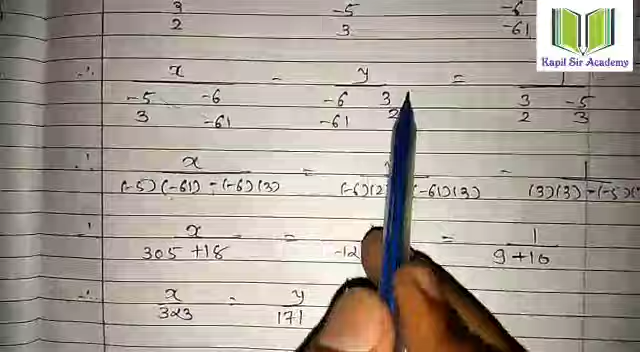 3 -5 -6
2 3 -61
Kapil Sir Academy
∴ x = y = 1
-5 -6 -6 3 3 -5
3 -61 -61 2 2 3
∴ x = - 1
(-5)(-61) - (-6)(3) (-6)(2) (-61)(3) (3)(3) - (-5)(
∴ x = = 1
305 + 18 -12 9 + 10
∴ x = y
323 171